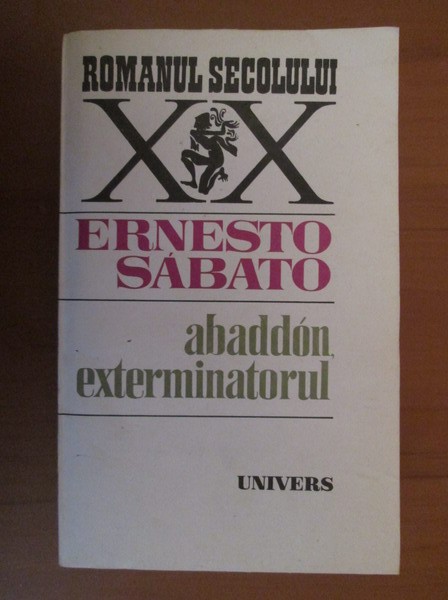 ROMANUL SECOLULUI
XX
ERNESTO
SÁBATO
abaddón,
exterminatorul
UNIVERS